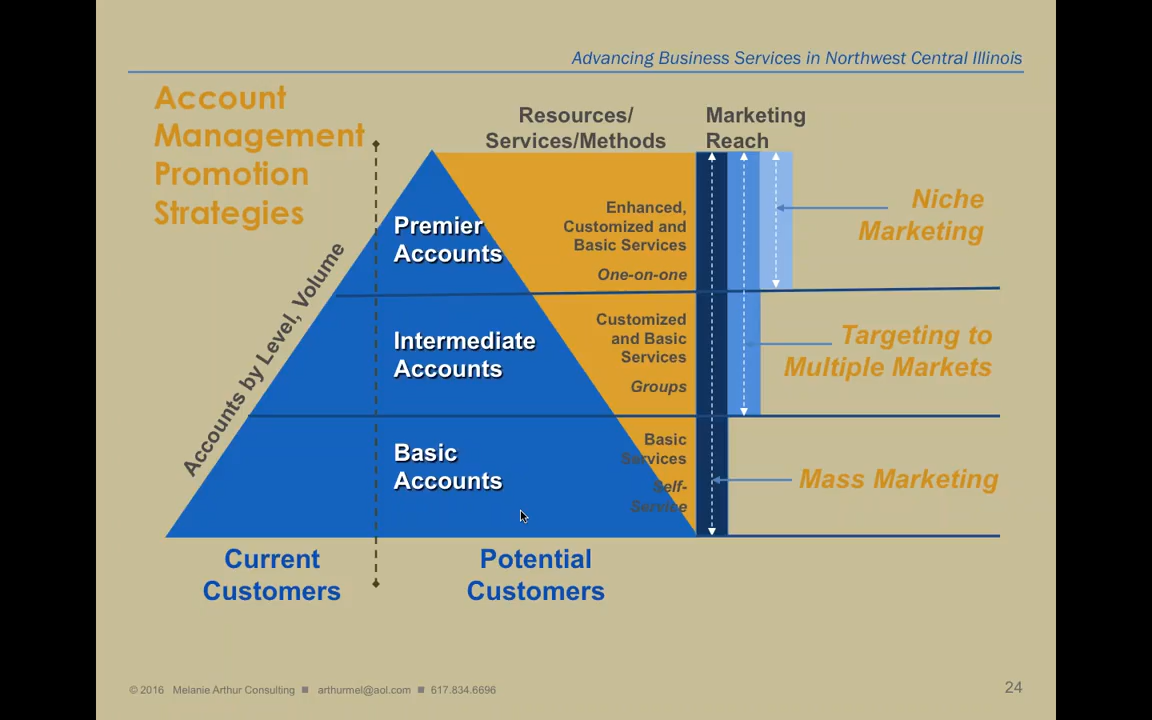 Advancing Business Services in Northwest Central Illinois
Account
Management
Promotion
Strategies
Resources/
Services/Methods
Marketing
Reach
Accounts by Level, Volume
Premier
Accounts
Enhanced,
Customized and
Basic Services
One-on-one
Niche
Marketing
Intermediate
Accounts
Customized
and Basic
Services
Groups
Targeting to
Multiple Markets
Basic
Accounts
Basic
Services
Self-
Service
Mass Marketing
Current
Customers
Potential
Customers
© 2016 Melanie Arthur Consulting ■ arthurmel@aol.com ■ 617.834.6696
24